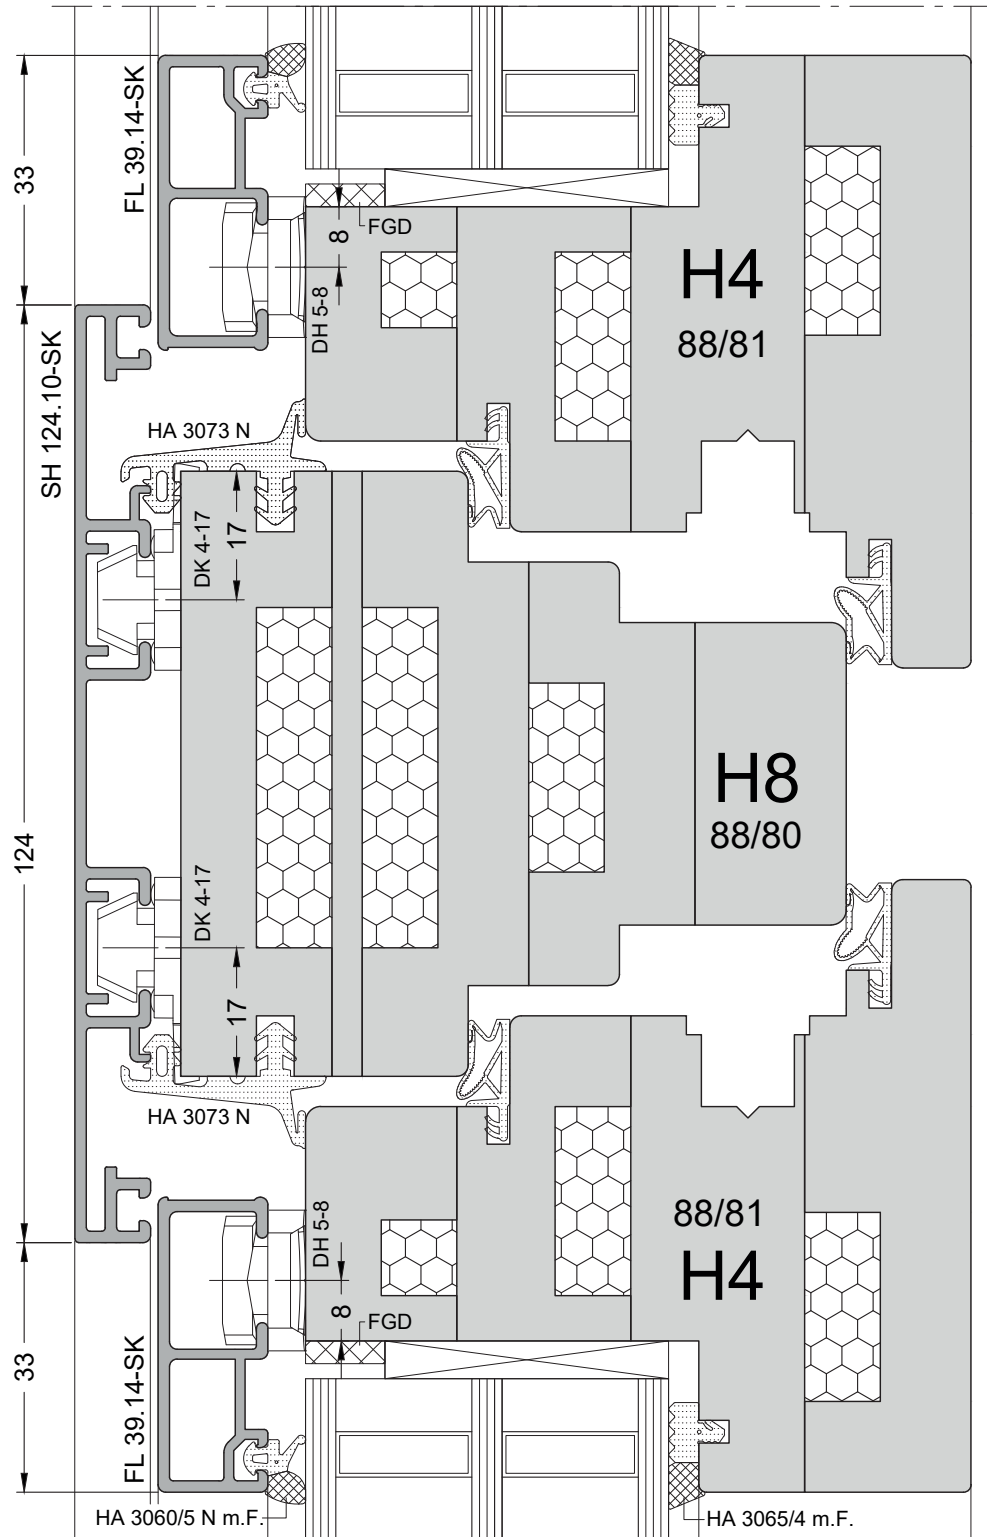 FL 39.14-SK
33
8
FGD
DH 5-8
H4
88/81
SH 124.10-SK
HA 3073 N
DK 4-17
17
124
H8
88/80
DK 4-17
17
HA 3073 N
DH 5-8
8
FGD
88/81
H4
33
FL 39.14-SK
HA 3060/5 N m.F.
HA 3065/4 m.F.